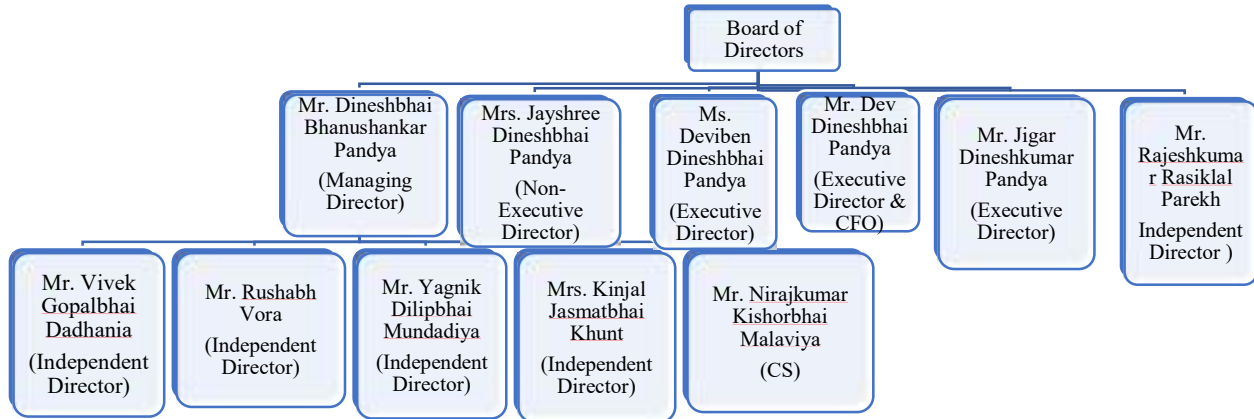 Board of
Directors
Mr. Dineshbhai
Bhanushankar
Pandya
(Managing
Director)
Mrs. Jayshree
Dineshbhai
Pandya
(Non-
Executive
Director)
Ms.
Deviben
Dineshbhai
Pandya
(Executive
Director)
Mr. Dev
Dineshbhai
Pandya
(Executive
Director &
CFO)
Mr. Jigar
Dineshkumar
Pandya
(Executive
Director)
Mr.
Rajeshkuma
r Rasiklal
Parekh
Independent
Director )
Mr. Vivek
Gopalbhai
Dadhania
(Independent
Director)
Mr. Rushabh
Vora
(Independent
Director)
Mr. Yagnik
Dilipbhai
Mundadiya
(Independent
Director)
Mrs. Kinjal
Jasmatbhai
Khunt
(Independent
Director)
Mr. Nirajkumar
Kishorbhai
Malaviya
(CS)